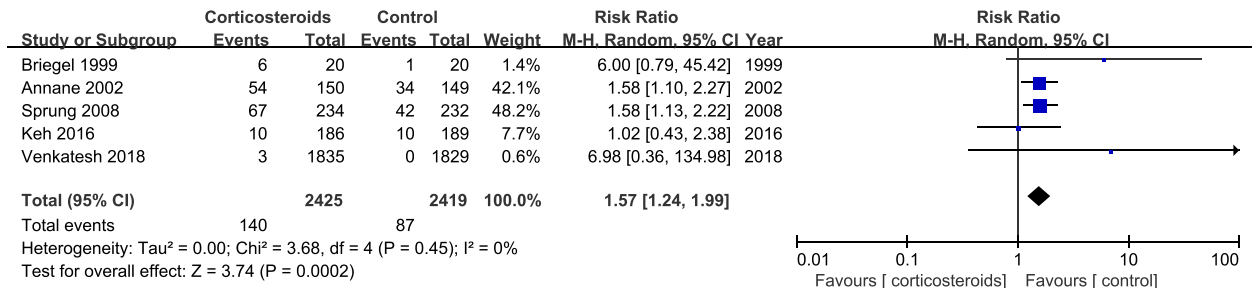 Corticosteroids Control Risk Ratio Risk Ratio
Study or Subgroup Events Total Events Total Weight M-H, Random, 95% CI Year M-H, Random, 95% CI
Briegel 1999 6 20 1 20 1.4% 6.00 [0.79, 45.42] 1999
Annane 2002 54 150 34 149 42.1% 1.58 [1.10, 2.27] 2002
Sprung 2008 67 234 42 232 48.2% 1.58 [1.13, 2.22] 2008
Keh 2016 10 186 10 189 7.7% 1.02 [0.43, 2.38] 2016
Venkatesh 2018 3 1835 0 1829 0.6% 6.98 [0.36, 134.98] 2018
Total (95% CI) 2425 2419 100.0% 1.57 [1.24, 1.99]
Total events 140 87
Heterogeneity: Tau² = 0.00; Chi² = 3.68, df = 4 (P = 0.45); I² = 0%
Test for overall effect: Z = 3.74 (P = 0.0002)
0.01 0.1 1 10 100
Favours [ corticosteroids] Favours [ control]